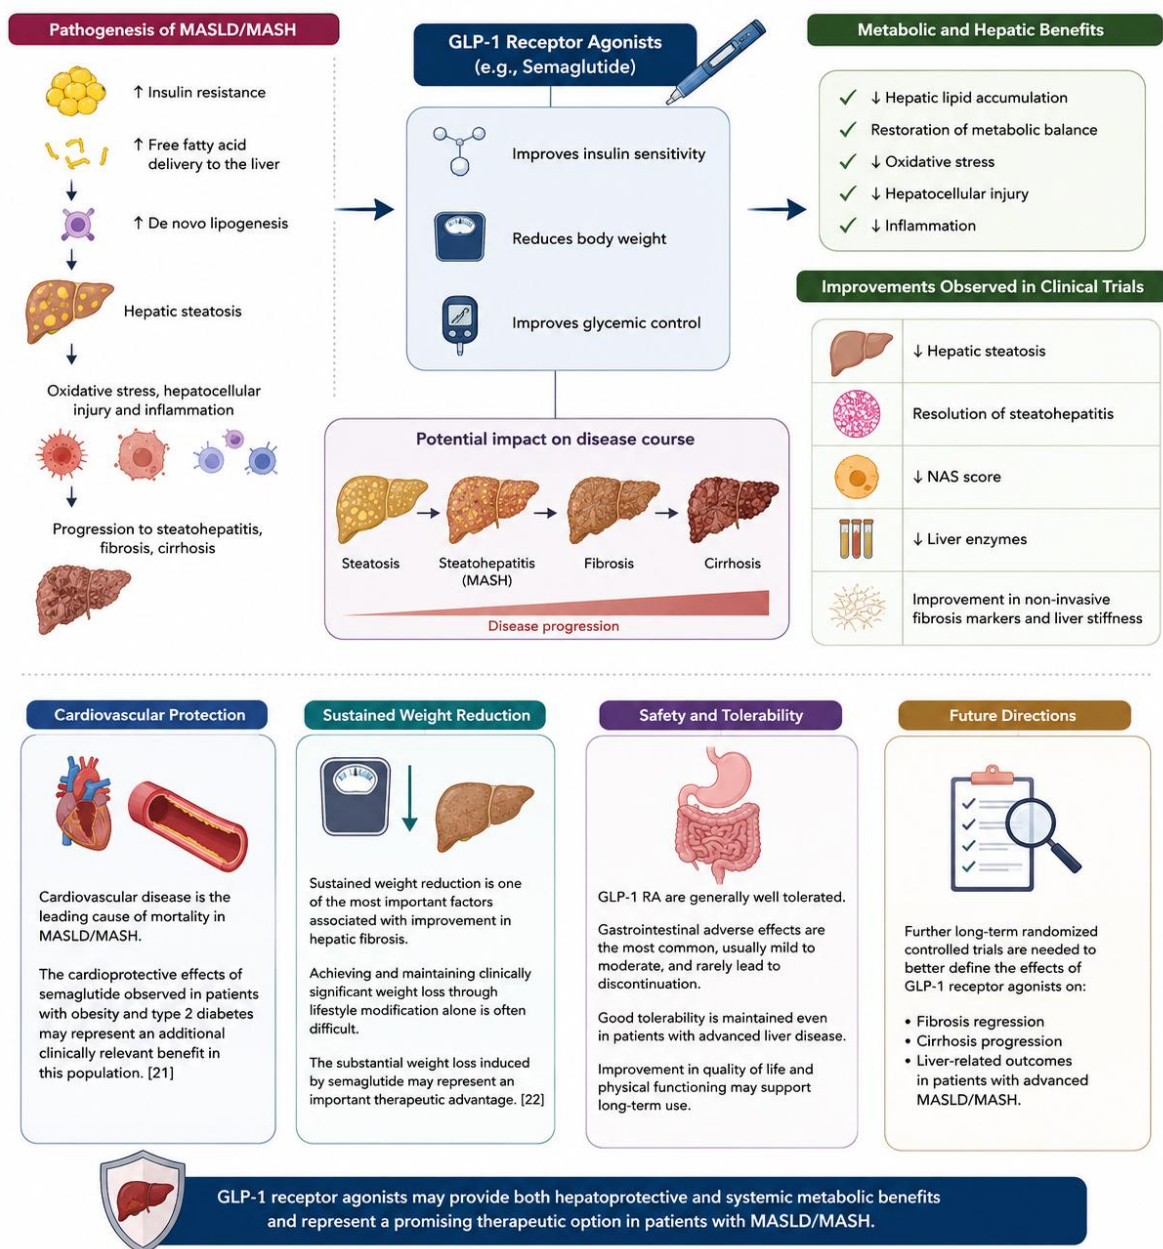 Pathogenesis of MASLD/MASH
↑ Insulin resistance
↑ Free fatty acid
delivery to the liver
↑ De novo lipogenesis
Hepatic steatosis
Oxidative stress, hepatocellular
injury and inflammation
Progression to steatohepatitis,
fibrosis, cirrhosis
GLP-1 Receptor Agonists
(e.g., Semaglutide)
Improves insulin sensitivity
Reduces body weight
Improves glycemic control
Potential impact on disease course
Steatosis
Steatohepatitis
(MASH)
Fibrosis
Cirrhosis
Disease progression
Metabolic and Hepatic Benefits
✓ ↓ Hepatic lipid accumulation
✓ Restoration of metabolic balance
✓ ↓ Oxidative stress
✓ ↓ Hepatocellular injury
✓ ↓ Inflammation
Improvements Observed in Clinical Trials
↓ Hepatic steatosis
Resolution of steatohepatitis
↓ NAS score
↓ Liver enzymes
Improvement in non-invasive
fibrosis markers and liver stiffness
Cardiovascular Protection
Cardiovascular disease is the
leading cause of mortality in
MASLD/MASH.
The cardioprotective effects of
semaglutide observed in patients
with obesity and type 2 diabetes
may represent an additional
clinically relevant benefit in
this population. [21]
Sustained Weight Reduction
Sustained weight reduction is one
of the most important factors
associated with improvement in
hepatic fibrosis.
Achieving and maintaining clinically
significant weight loss through
lifestyle modification alone is often
difficult.
The substantial weight loss induced
by semaglutide may represent an
important therapeutic advantage. [22]
Safety and Tolerability
GLP-1 RA are generally well tolerated.
Gastrointestinal adverse effects are
the most common, usually mild to
moderate, and rarely lead to
discontinuation.
Good tolerability is maintained even
in patients with advanced liver disease.
Improvement in quality of life and
physical functioning may support
long-term use.
Future Directions
Further long-term randomized
controlled trials are needed to
better define the effects of
GLP-1 receptor agonists on:
• Fibrosis regression
• Cirrhosis progression
• Liver-related outcomes
in patients with advanced
MASLD/MASH.
GLP-1 receptor agonists may provide both hepatoprotective and systemic metabolic benefits
and represent a promising therapeutic option in patients with MASLD/MASH.